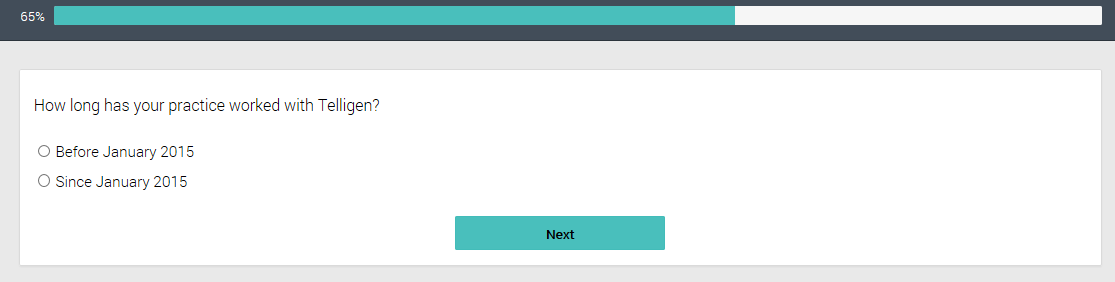 65%
How long has your practice worked with Telligen?
Before January 2015
Since January 2015
Next